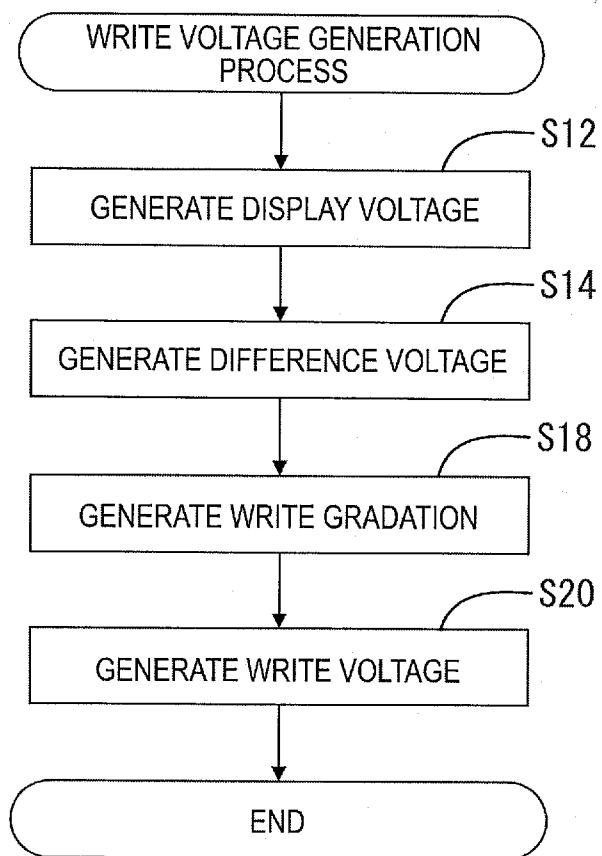 WRITE VOLTAGE GENERATION
PROCESS
S12
GENERATE DISPLAY VOLTAGE
S14
GENERATE DIFFERENCE VOLTAGE
S18
GENERATE WRITE GRADATION
S20
GENERATE WRITE VOLTAGE
END